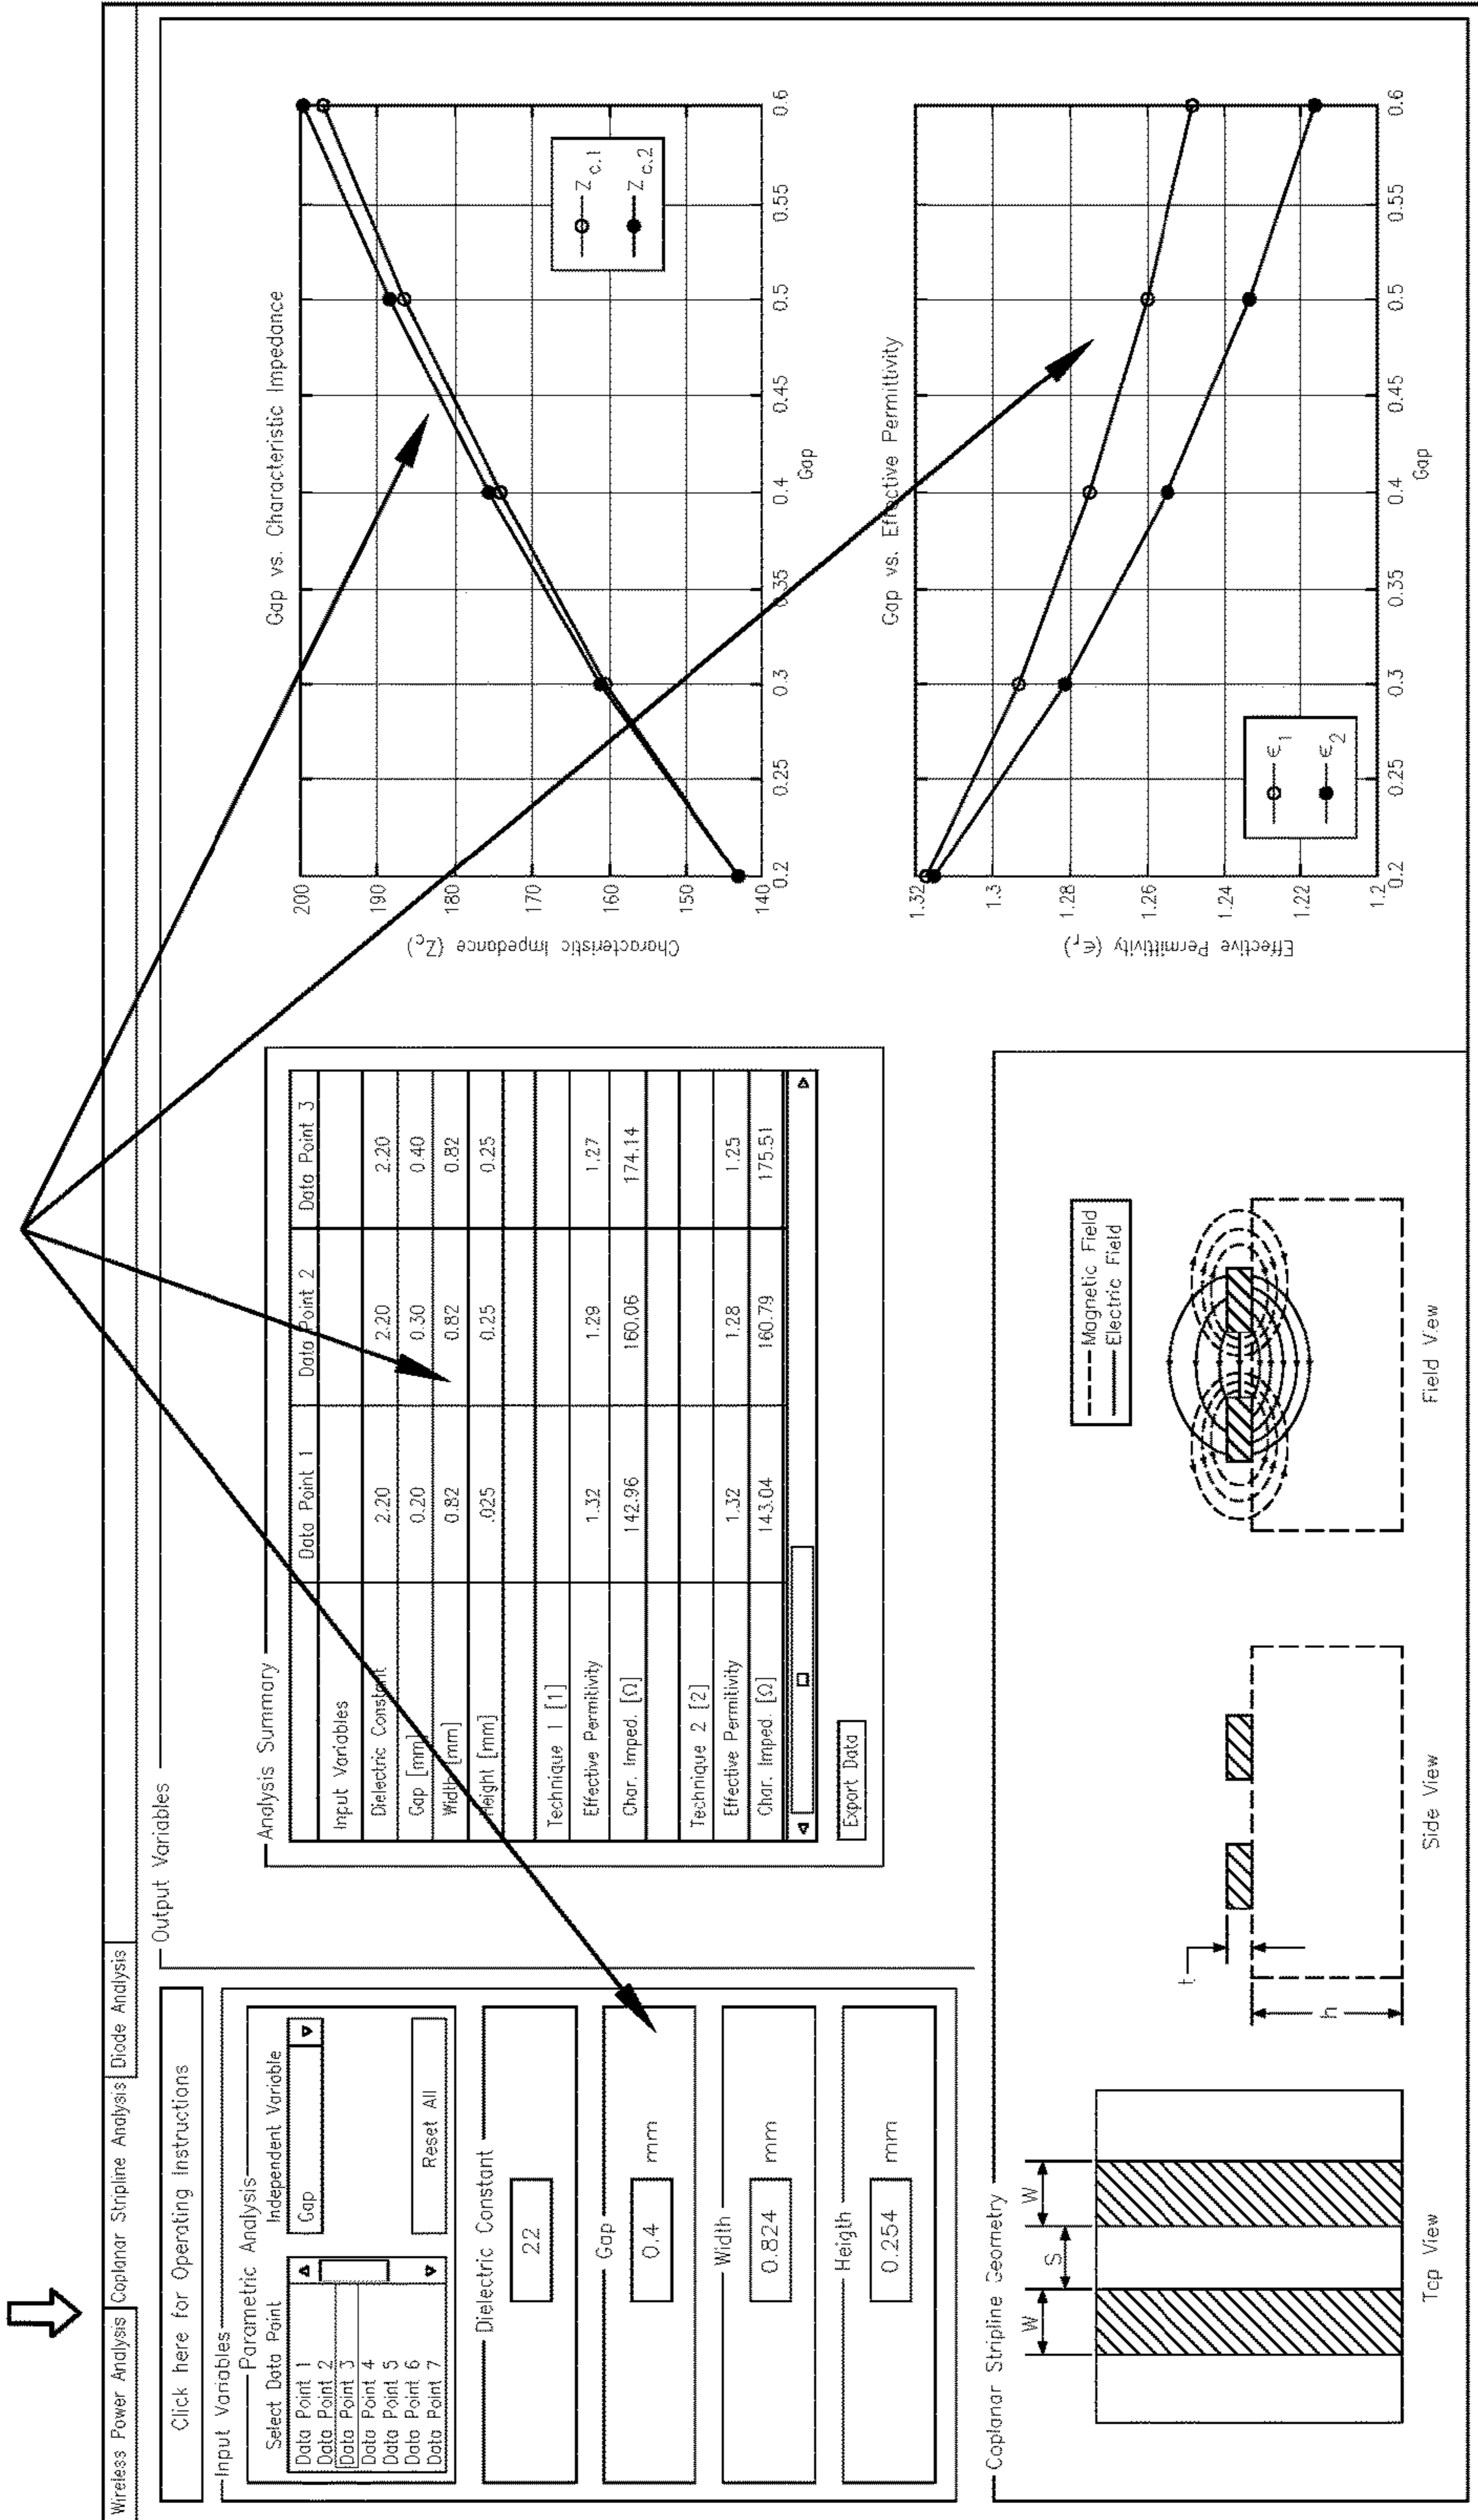 Wireless Power Analysis
Coplanar Stripline Analysis
Diode Analysis
Click here for Operating Instructions
Input Variables
Parametric Analysis
Select Data Point
Independent Variable
Data Point 1
Data Point 2
Data Point 3
Data Point 4
Data Point 5
Data Point 6
Data Point 7
Gap
Reset All
Dielectric Constant
22
Gap
0.4 mm
Width
0.824 mm
Heigth
0.254 mm
Output Variables
Analysis Summary
Data Point 1 Data Point 2 Data Point 3
Input Variables
Dielectric Constant 2.20 2.20 2.20
Gap [mm] 0.20 0.30 0.40
Width [mm] 0.82 0.82 0.82
Height [mm] .025 0.25 0.25
Technique 1 [1]
Effective Permitivity 1.32 1.29 1.27
Char. Imped. [Ω] 142.96 160.06 174.14
Technique 2 [2]
Effective Permitivity 1.32 1.28 1.25
Char. Imped. [Ω] 143.04 160.79 175.51
Export Data
Gap vs. Characteristic Impedance
Characteristic Impedance (Zc)
200
190
180
170
160
150
140
0.2 0.25 0.3 0.35 0.4 0.45 0.5 0.55 0.6
Gap
Zc.1
Zc.2
Gap vs. Effective Permittivity
Effective Permitivity (єr)
1.32
1.3
1.28
1.26
1.24
1.22
1.2
0.2 0.25 0.3 0.35 0.4 0.45 0.5 0.55 0.6
Gap
є1
є2
Coplanar Stripline Geometry
W S W
Top View
t
h
Side View
Magnetic Field
Electric Field
Field View